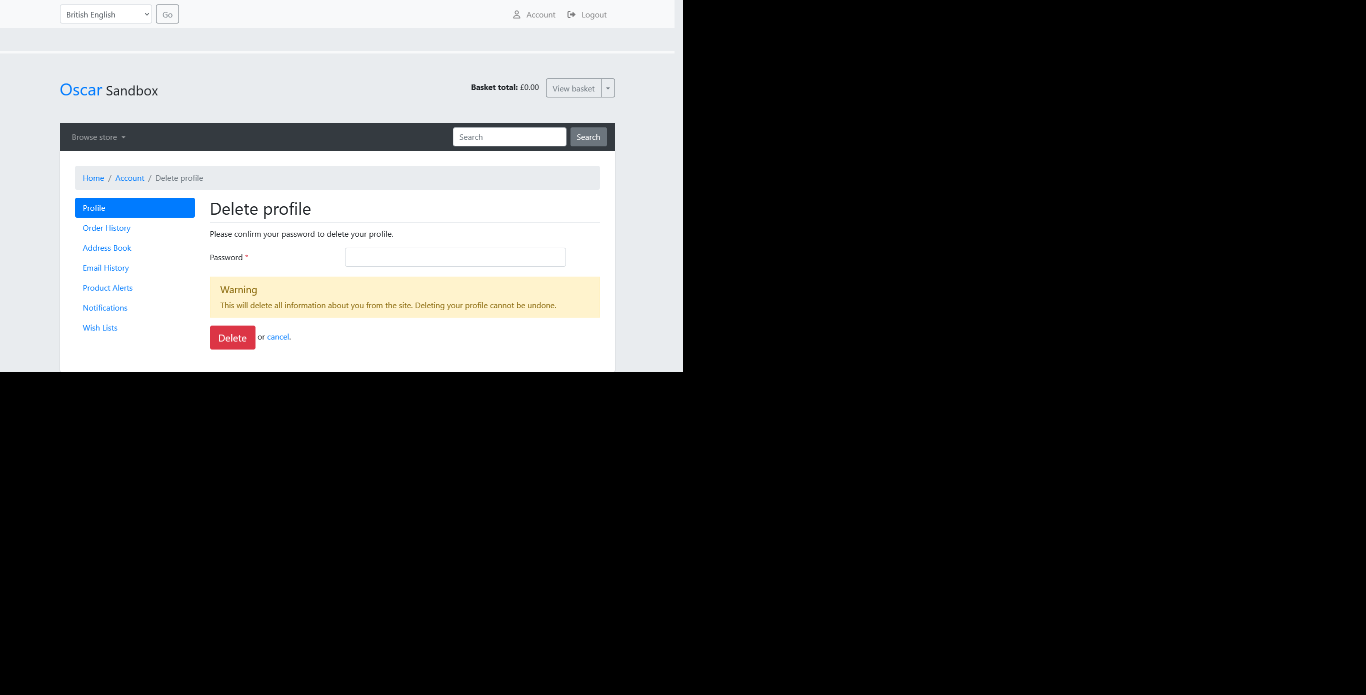 British English Go Account Logout
Oscar Sandbox
Basket total: £0.00 View basket
Browse store Search Search
Home / Account / Delete profile
Profile
Order History
Address Book
Email History
Product Alerts
Notifications
Wish Lists
Delete profile
Please confirm your password to delete your profile.
Password *
Warning
This will delete all information about you from the site. Deleting your profile cannot be undone.
Delete or cancel.